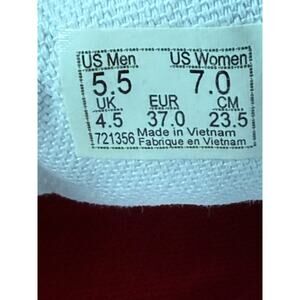 US Men US Women
5.5 7.0
UK EUR CM
4.5 37.0 23.5
721356 Made in Vietnam
Fabrique en Vietnam